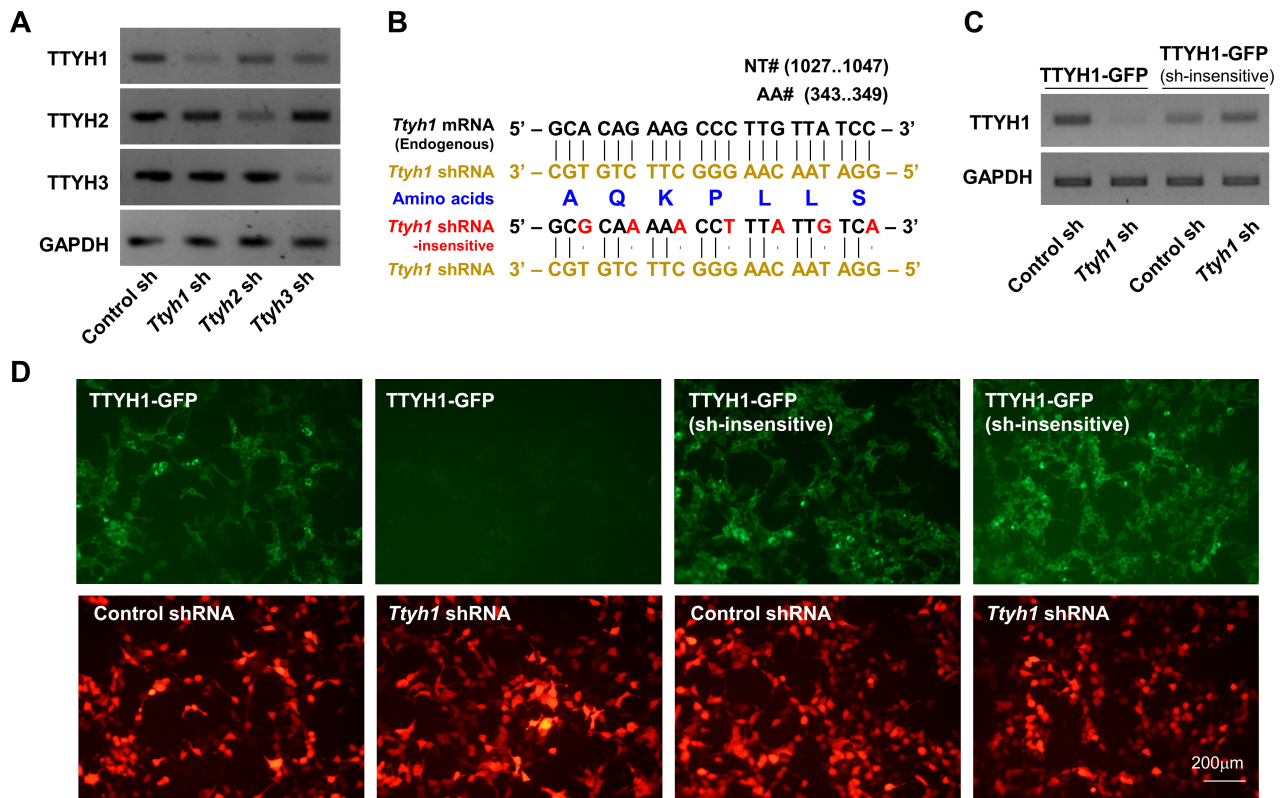 A
TTYH1
TTYH2
TTYH3
GAPDH
Control sh
Ttyh1 sh
Ttyh2 sh
Ttyh3 sh
B
NT# (1027..1047)
AA# (343..349)
Ttyh1 mRNA 5’ – GCA CAG AAG CCC TTG TTA TCC – 3’
(Endogenous)
Ttyh1 shRNA 3’ – CGT GTC TTC GGG AAC AAT AGG – 5’
Amino acids A Q K P L L S
Ttyh1 shRNA 5’ – GCG CAA AAA CCT TTA TTG TCA – 3’
-insensitive
Ttyh1 shRNA 3’ – CGT GTC TTC GGG AAC AAT AGG – 5’
C
TTYH1-GFP
TTYH1-GFP
(sh-insensitive)
TTYH1
GAPDH
Control sh
Ttyh1 sh
Control sh
Ttyh1 sh
D
TTYH1-GFP
TTYH1-GFP
TTYH1-GFP
(sh-insensitive)
TTYH1-GFP
(sh-insensitive)
Control shRNA
Ttyh1 shRNA
Control shRNA
Ttyh1 shRNA
200μm